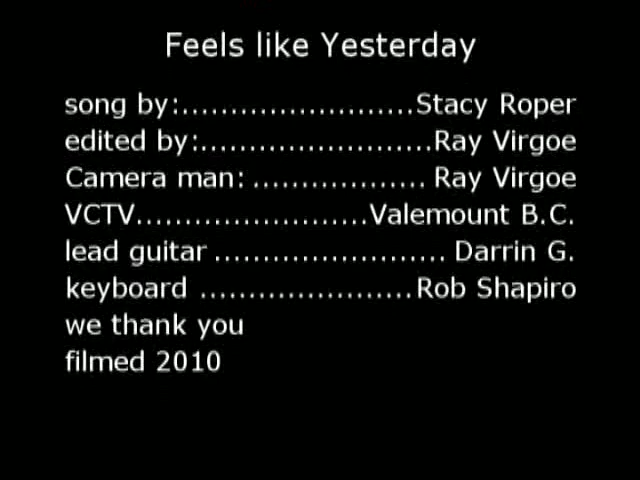 Feels like Yesterday
song by:........................Stacy Roper
edited by:........................Ray Virgoe
Camera man: .................. Ray Virgoe
VCTV........................Valemount B.C.
lead guitar ........................ Darrin G.
keyboard ......................Rob Shapiro
we thank you
filmed 2010